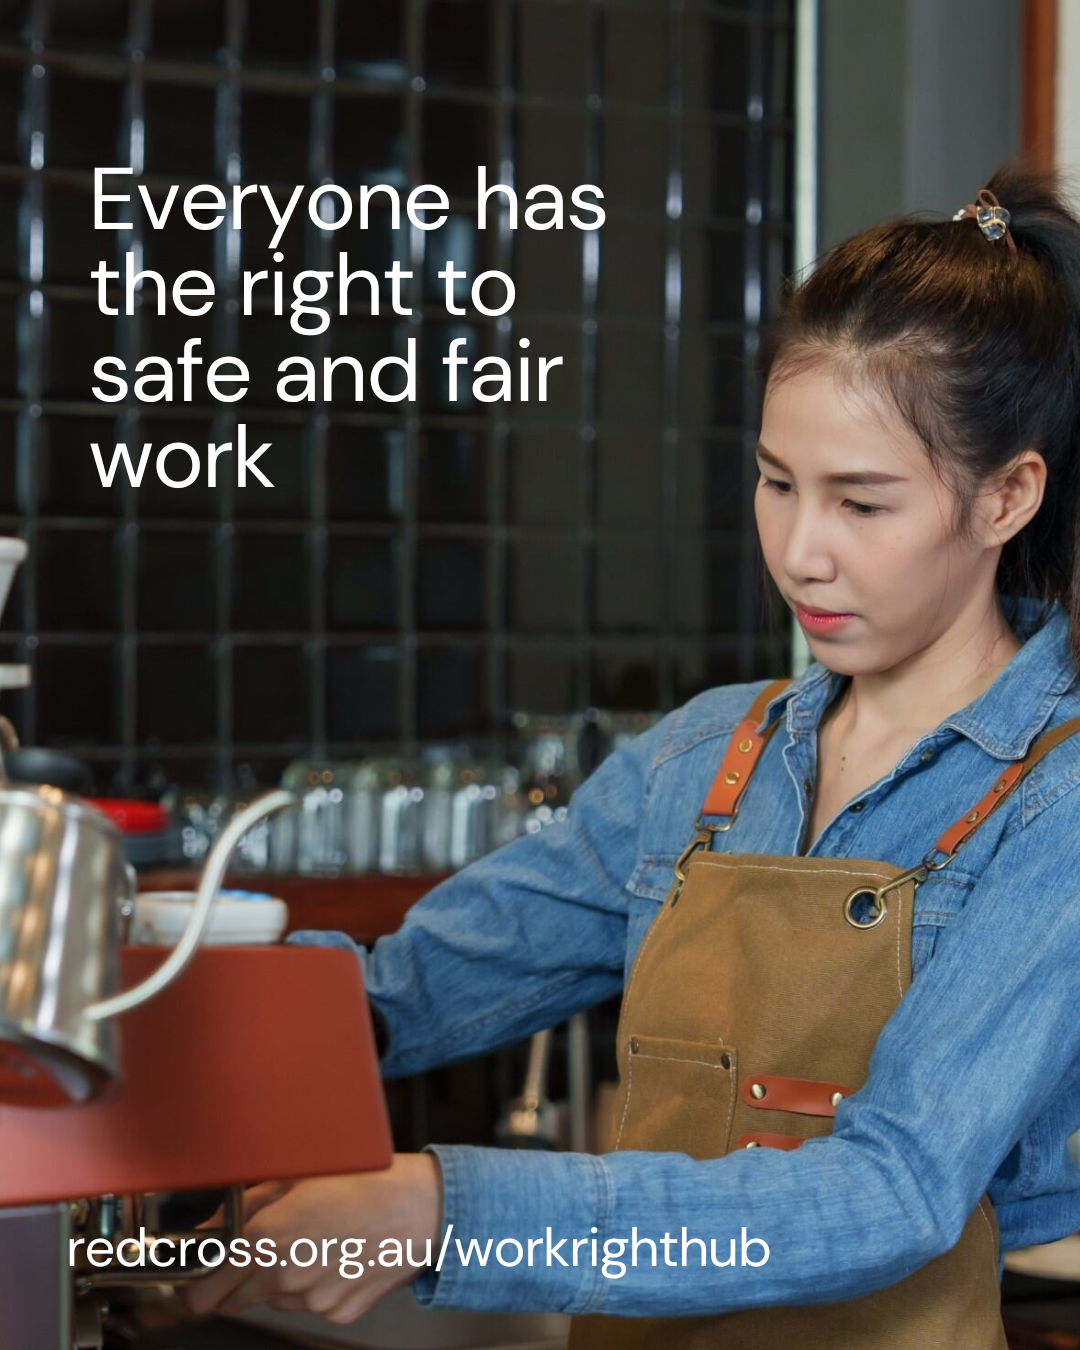 Everyone has
the right to
safe and fair
work
redcross.org.au/workrighthub